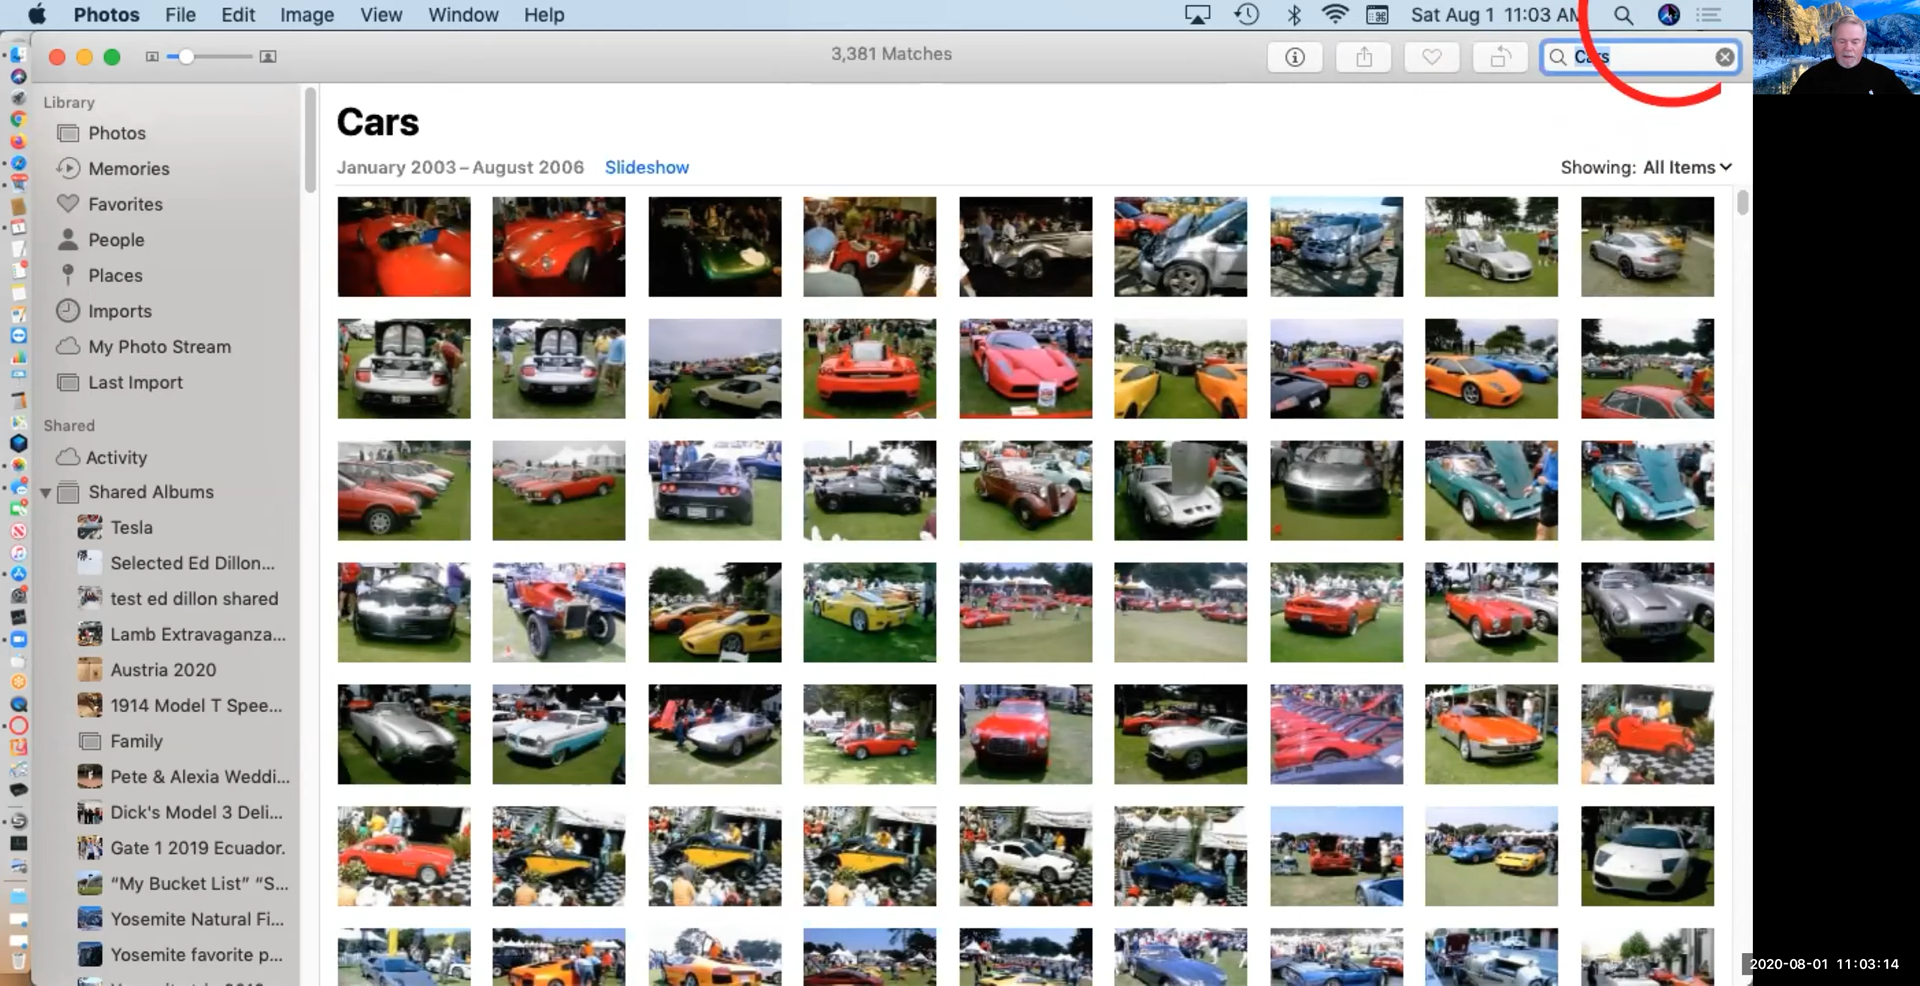 Photos File Edit Image View Window Help Sat Aug 1 11:03 AM
3,381 Matches
Cars
Library
Photos
Memories
Favorites
People
Places
Imports
My Photo Stream
Last Import
Shared
Activity
Shared Albums
Tesla
Selected Ed Dillon...
test ed dillon shared
Lamb Extravaganza...
Austria 2020
1914 Model T Spee...
Family
Pete & Alexia Weddi...
Dick's Model 3 Deli...
Gate 1 2019 Ecuador.
“My Bucket List” “S...
Yosemite Natural Fi...
Yosemite favorite p...
Cars
January 2003 – August 2006 Slideshow
Showing: All Items
2020-08-01 11:03:14